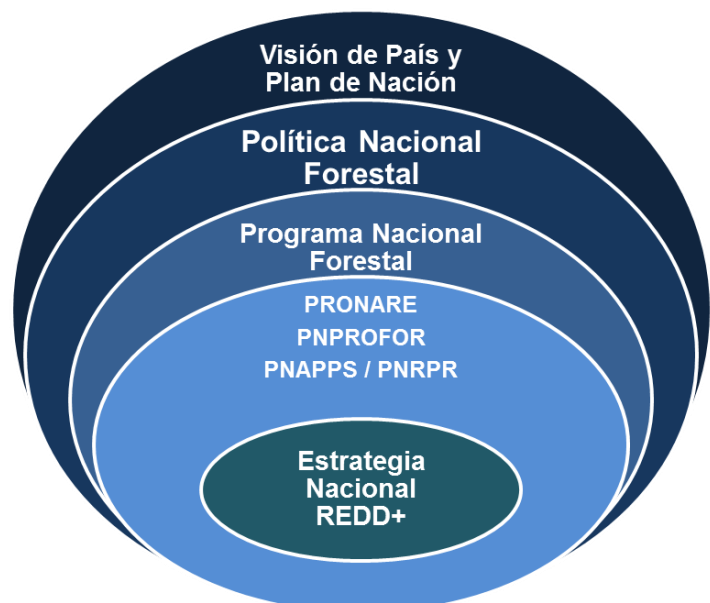 Visión de País y
Plan de Nación
Política Nacional
Forestal
Programa Nacional
Forestal
PRONARE
PNPROFOR
PNAPPS / PNRPR
Estrategia
Nacional
REDD+